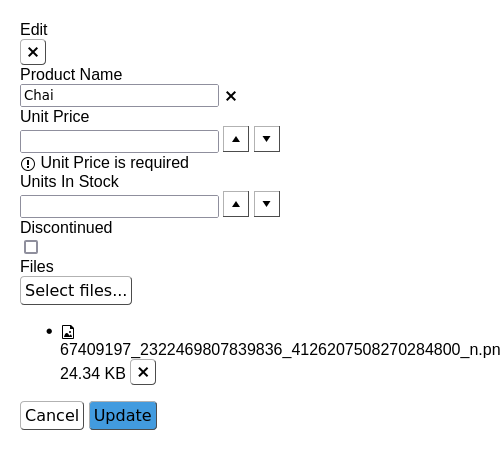 Edit
Product Name
Chai
Unit Price
Unit Price is required
Units In Stock
Discontinued
Files
Select files...
67409197_2322469807839836_4126207508270284800_n.pn
24.34 KB
Cancel Update